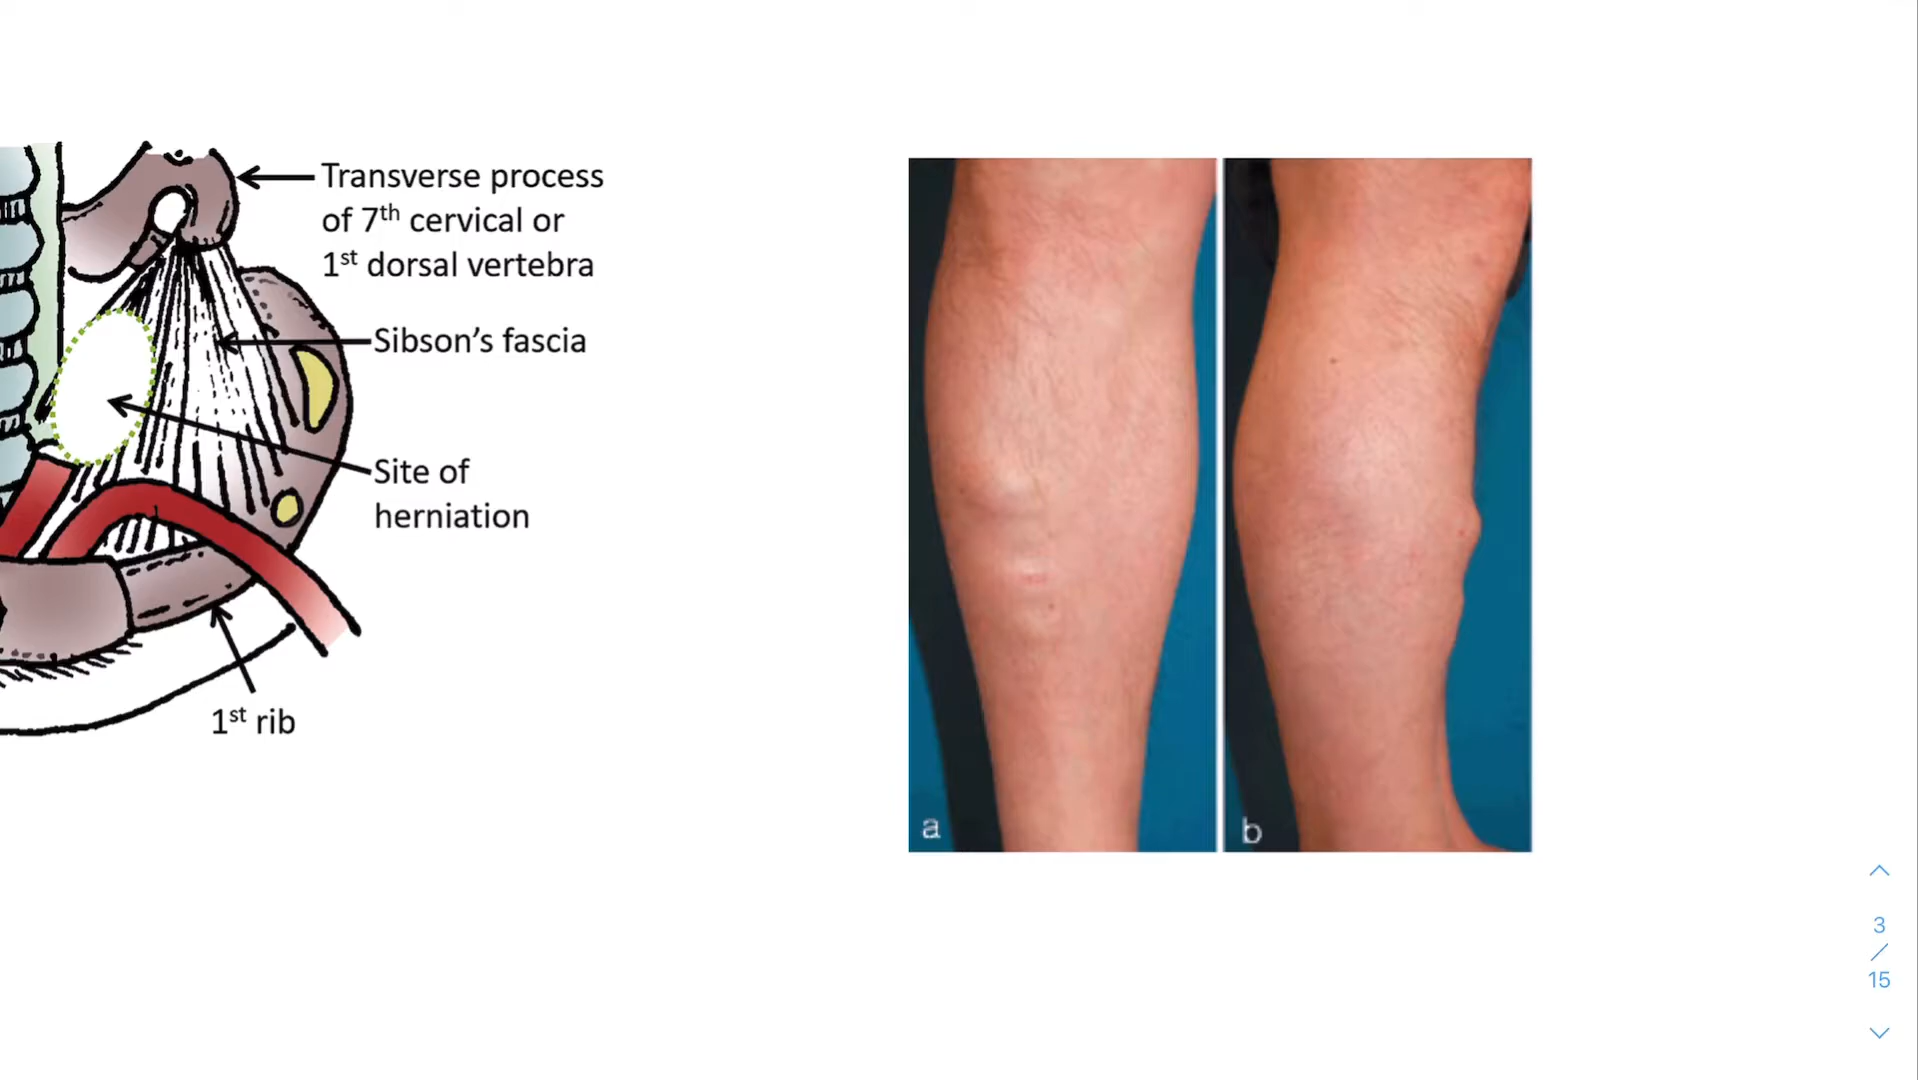 Transverse process
of 7th cervical or
1st dorsal vertebra
Sibson’s fascia
Site of
herniation
1st rib
a
b
3
/
15